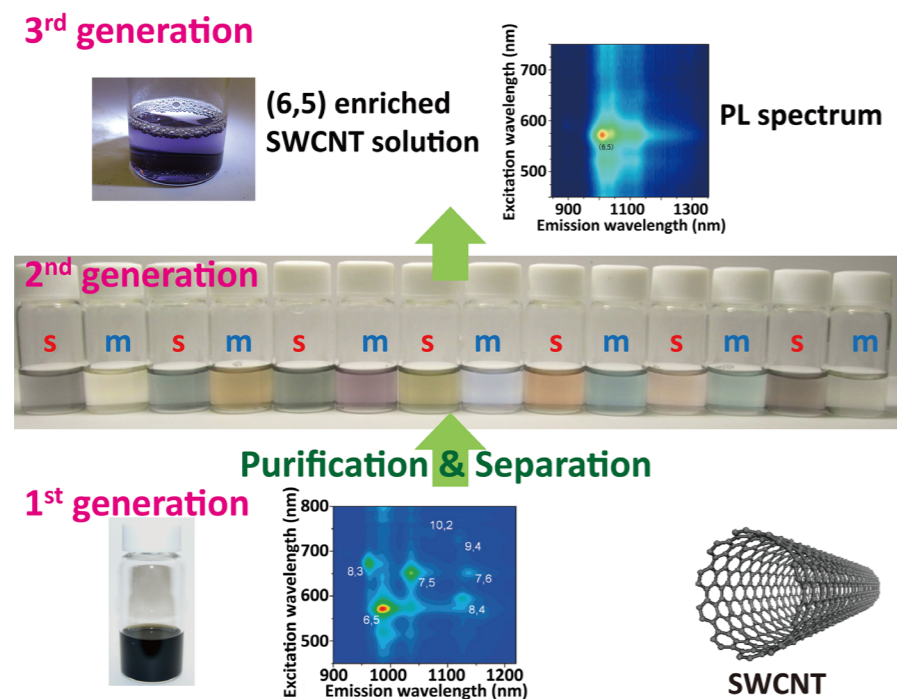 3rd generation
(6,5) enriched
SWCNT solution
Excitation wavelength (nm)
700
600
500
(6,5)
900
1100
1300
Emission wavelength (nm)
PL spectrum
2nd generation
s m s m s m s m s m s m s m
Purification & Separation
1st generation
Excitation wavelength (nm)
800
700
600
500
10,2
9,4
8,3
7,5
7,6
6,5
8,4
900
1000
1100
1200
Emission wavelength (nm)
SWCNT